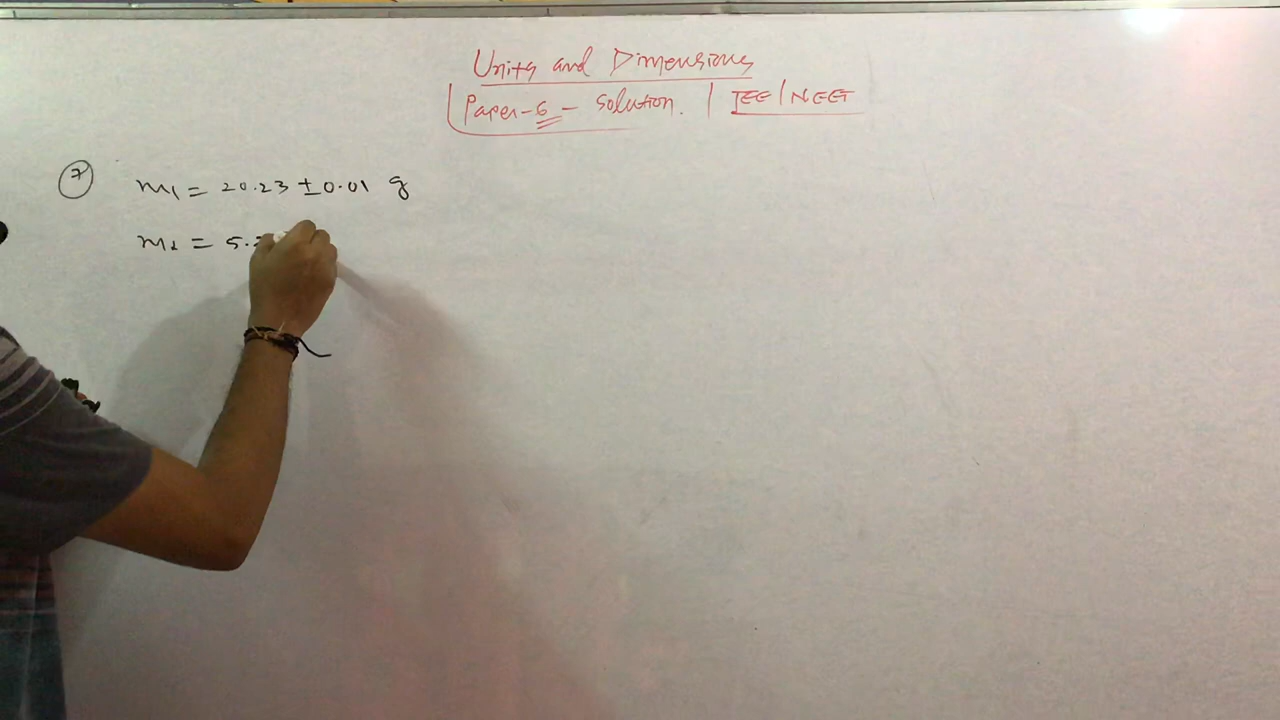 Units and Dimensions
Paper-6 - Solution. | JEE/NEET
7 m1 = 20.23 ± 0.01 g
m2 = 5.